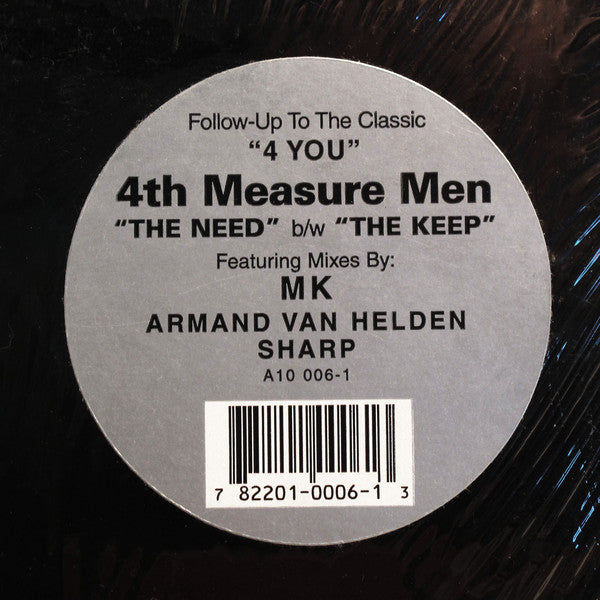 Follow-Up To The Classic
"4 YOU"
4th Measure Men
"THE NEED" b/w "THE KEEP"
Featuring Mixes By:
MK
ARMAND VAN HELDEN
SHARP
A10 006-1
7 82201-0006-1 3